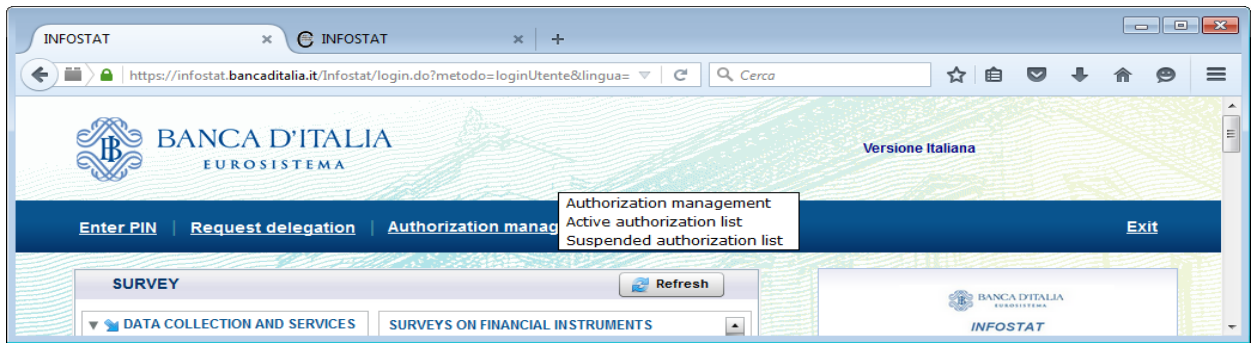 INFOSTAT
INFOSTAT
https://infostat.bancaditalia.it/Infostat/login.do?metodo=loginUtente&lingua=
Cerca
BANCA D'ITALIA
EUROSISTEMA
Versione Italiana
Authorization management
Active authorization list
Suspended authorization list
Enter PIN | Request delegation | Authorization manag
Exit
SURVEY
Refresh
DATA COLLECTION AND SERVICES
SURVEYS ON FINANCIAL INSTRUMENTS
BANCA D'ITALIA
EUROSISTEMA
INFOSTAT